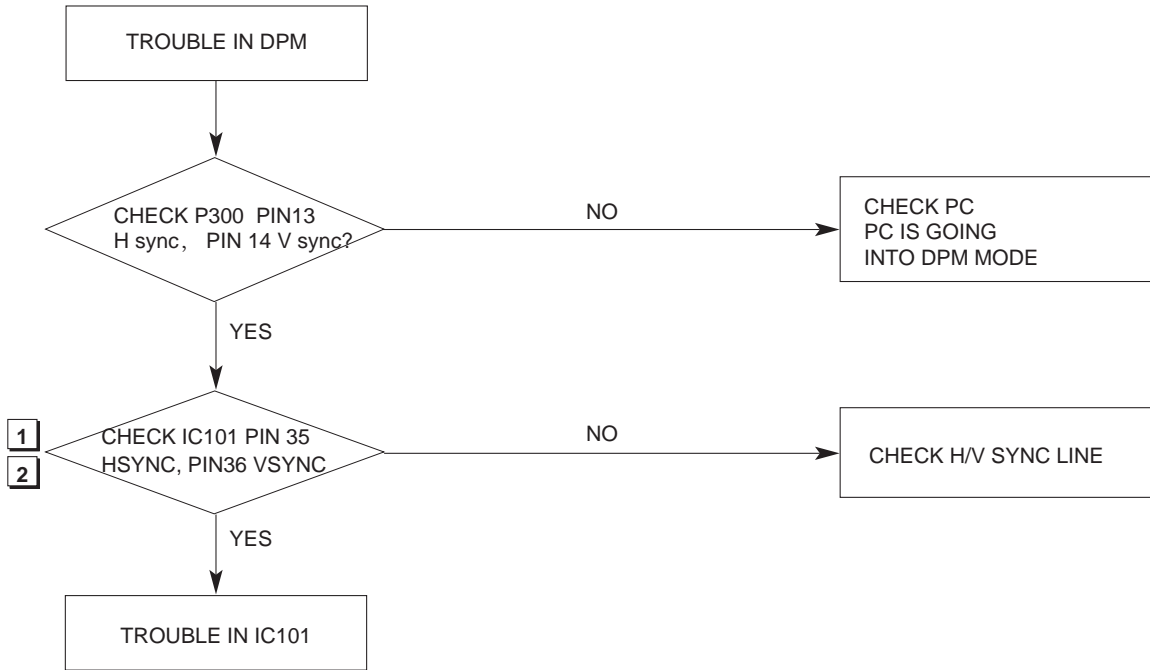 TROUBLE IN DPM
CHECK P300 PIN13
H sync, PIN 14 V sync?
NO
CHECK PC
PC IS GOING
INTO DPM MODE
YES
1
2
CHECK IC101 PIN 35
HSYNC, PIN36 VSYNC
NO
CHECK H/V SYNC LINE
YES
TROUBLE IN IC101